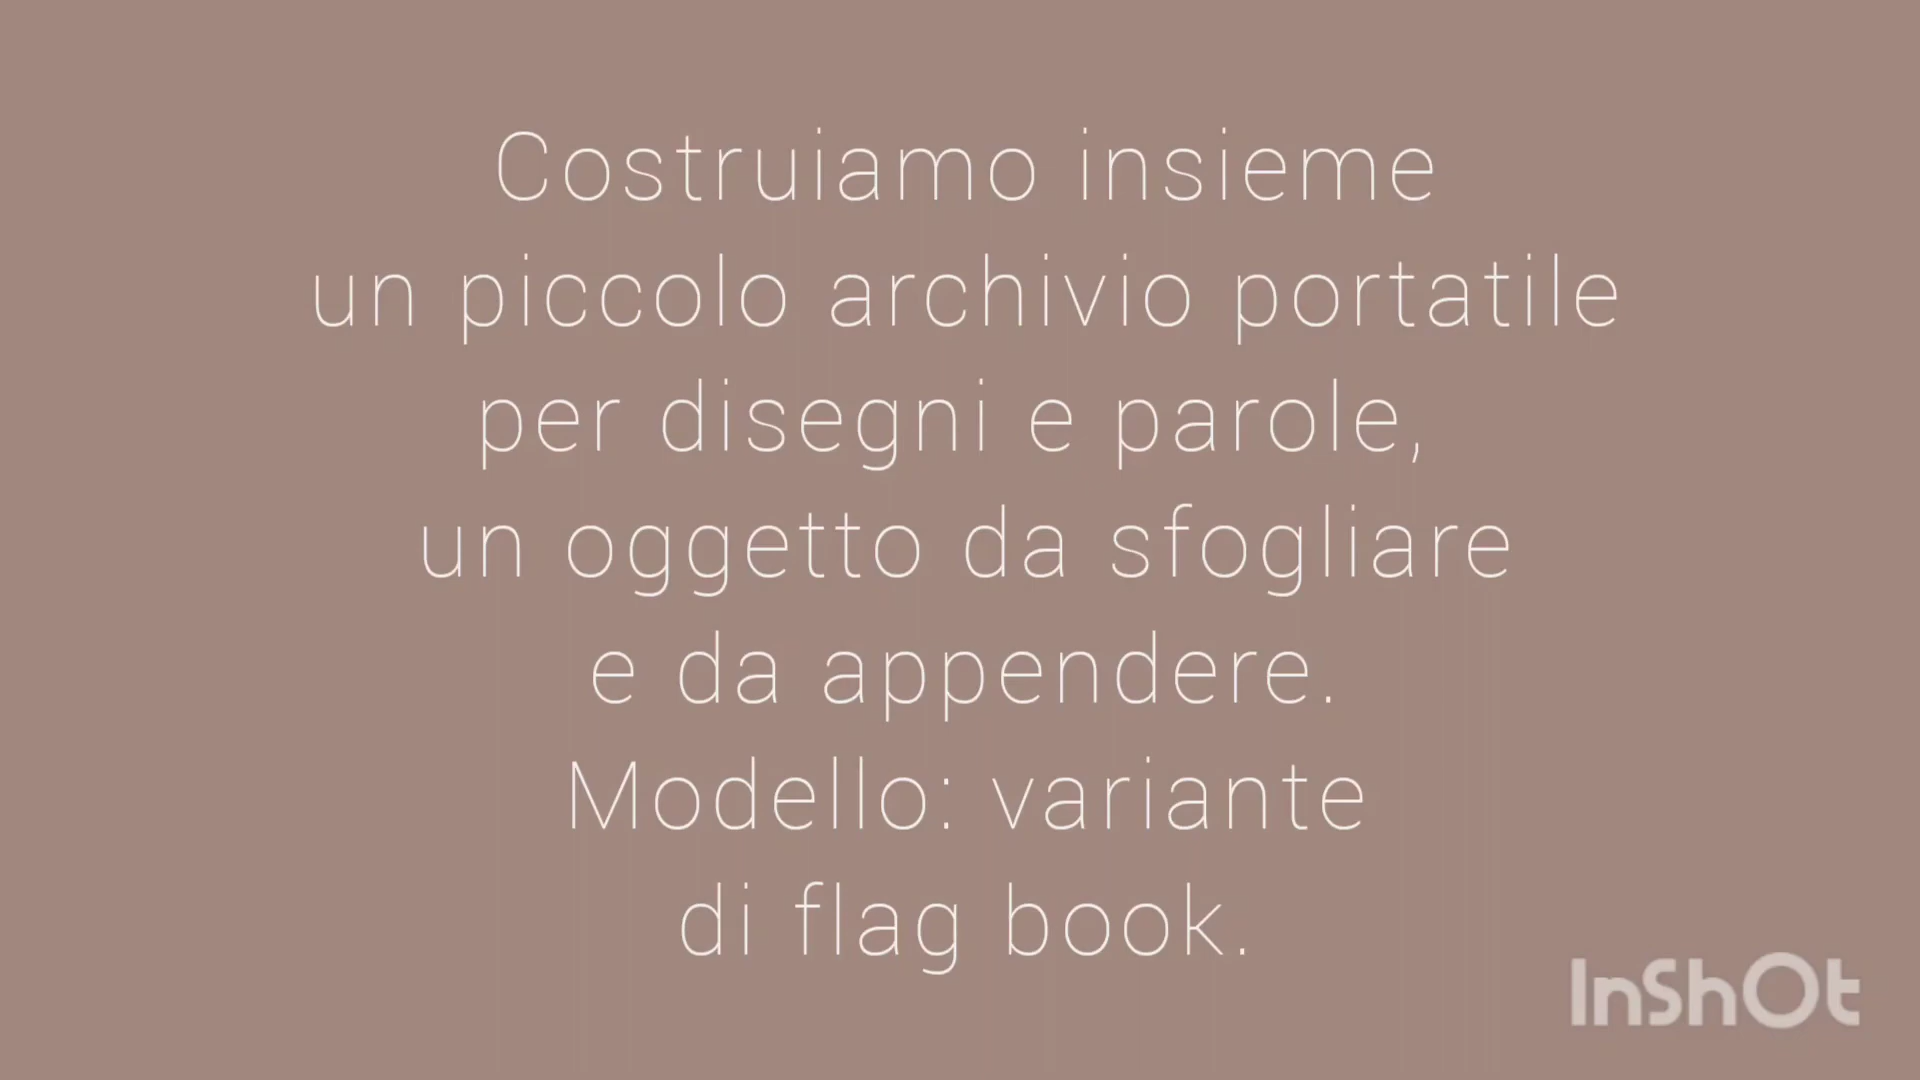 Costruiamo insieme
un piccolo archivio portatile
per disegni e parole,
un oggetto da sfogliare
e da appendere.
Modello: variante
di flag book.
InShOt